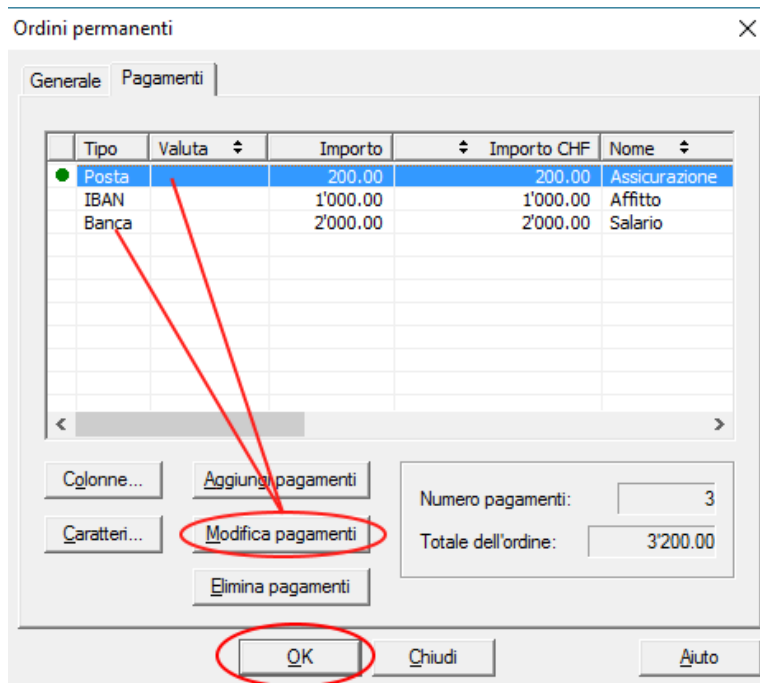 Ordini permanenti
Generale Pagamenti
Tipo Valuta Importo Importo CHF Nome
Posta 200.00 200.00 Assicurazione
IBAN 1'000.00 1'000.00 Affitto
Banca 2'000.00 2'000.00 Salario
Colonne... Aggiungi pagamenti
Numero pagamenti: 3
Caratteri... Modifica pagamenti
Totale dell'ordine: 3'200.00
Elimina pagamenti
OK Chiudi Aiuto